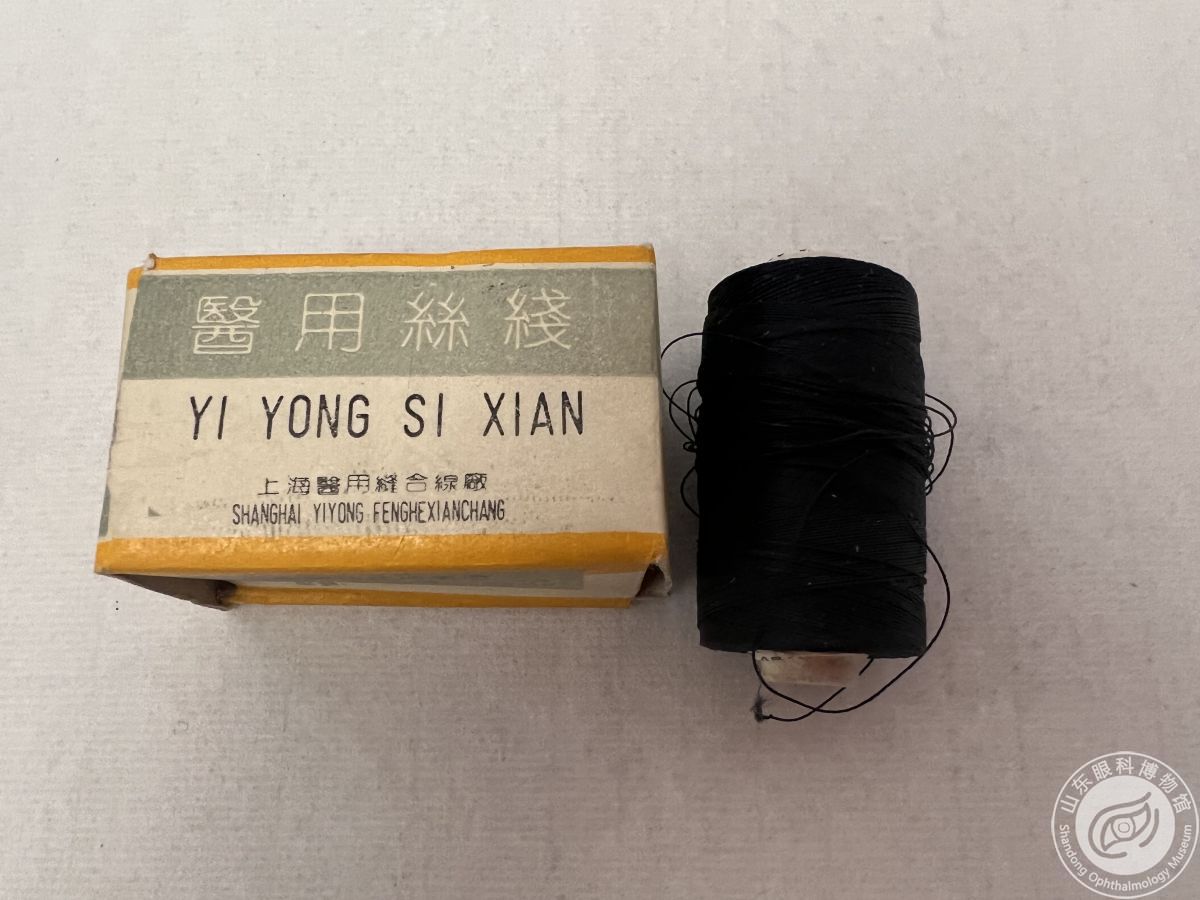 醫用絲綫
YI YONG SI XIAN
上海醫用縫合線廠
SHANGHAI YIYONG FENGHEXIANCHANG
山东眼科博物馆
Shandong Ophthalmology Museum